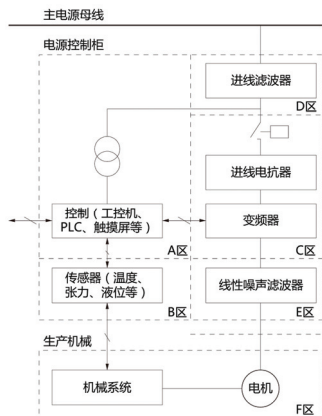 主电源母线
电源控制柜
进线滤波器
D区
进线电抗器
控制（工控机、
PLC、触摸屏等）
A区
变频器
C区
传感器（温度、
张力、液位等）
B区
线性噪声滤波器
E区
生产机械
机械系统
电机
F区